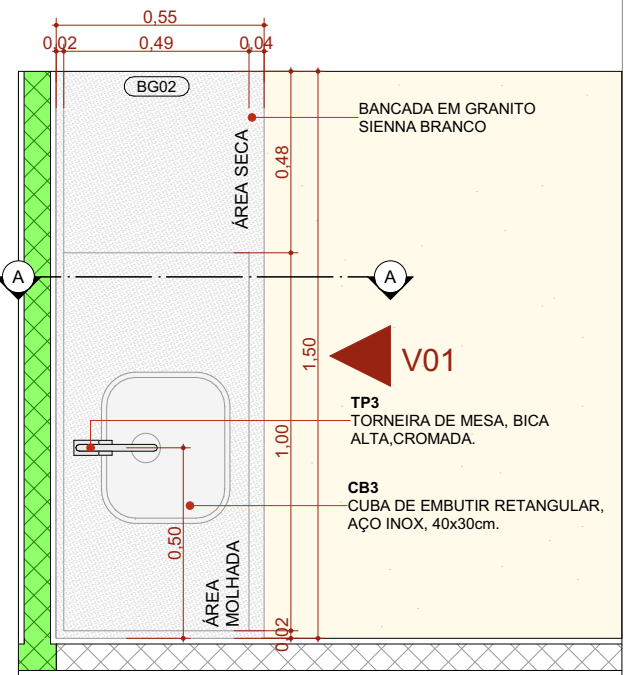 0,55
0,02 0,49 0,04
BG02
BANCADA EM GRANITO
SIENNA BRANCO
ÁREA SECA
0,48
A A
1,50
V01
TP3
TORNEIRA DE MESA, BICA
ALTA,CROMADA.
1,00
CB3
CUBA DE EMBUTIR RETANGULAR,
AÇO INOX, 40x30cm.
0,50
ÁREA
MOLHADA
0,02